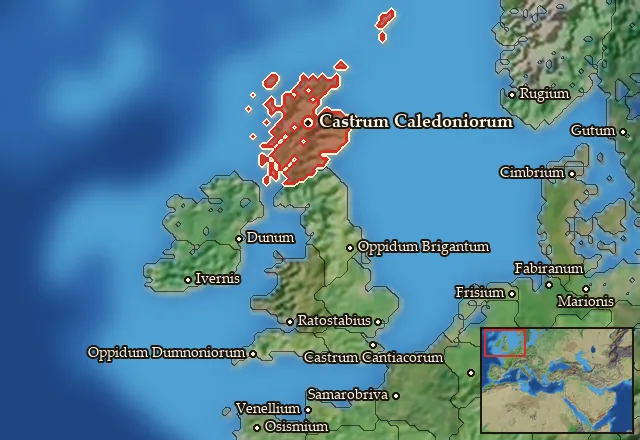 Rugium
Castrum Caledoniorum
Gutum
Cimbrium
Dunum
Oppidum Brigantum
Fabiranum
Ivernis
Frisium
Marionis
Ratostabius
Oppidum Dumnoniorum
Castrum Cantiacorum
Samarobriva
Venellium
Osismium